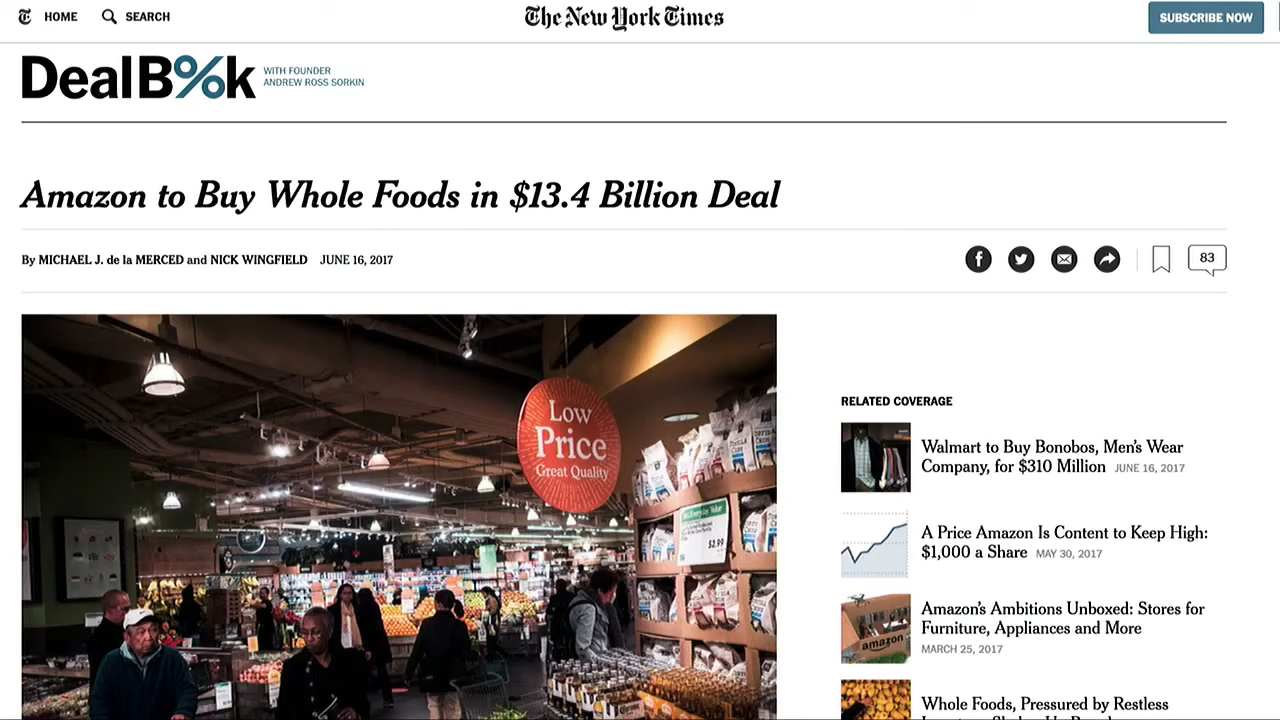 HOME
SEARCH
The New York Times
SUBSCRIBE NOW
DealB%k
WITH FOUNDER
ANDREW ROSS SORKIN
Amazon to Buy Whole Foods in $13.4 Billion Deal
By MICHAEL J. de la MERCED and NICK WINGFIELD JUNE 16, 2017
83
Low
Price
Great Quality
$2.99
RELATED COVERAGE
Walmart to Buy Bonobos, Men's Wear
Company, for $310 Million JUNE 16, 2017
A Price Amazon Is Content to Keep High:
$1,000 a Share MAY 30, 2017
amazon
Amazon's Ambitions Unboxed: Stores for
Furniture, Appliances and More
MARCH 25, 2017
Whole Foods, Pressured by Restless